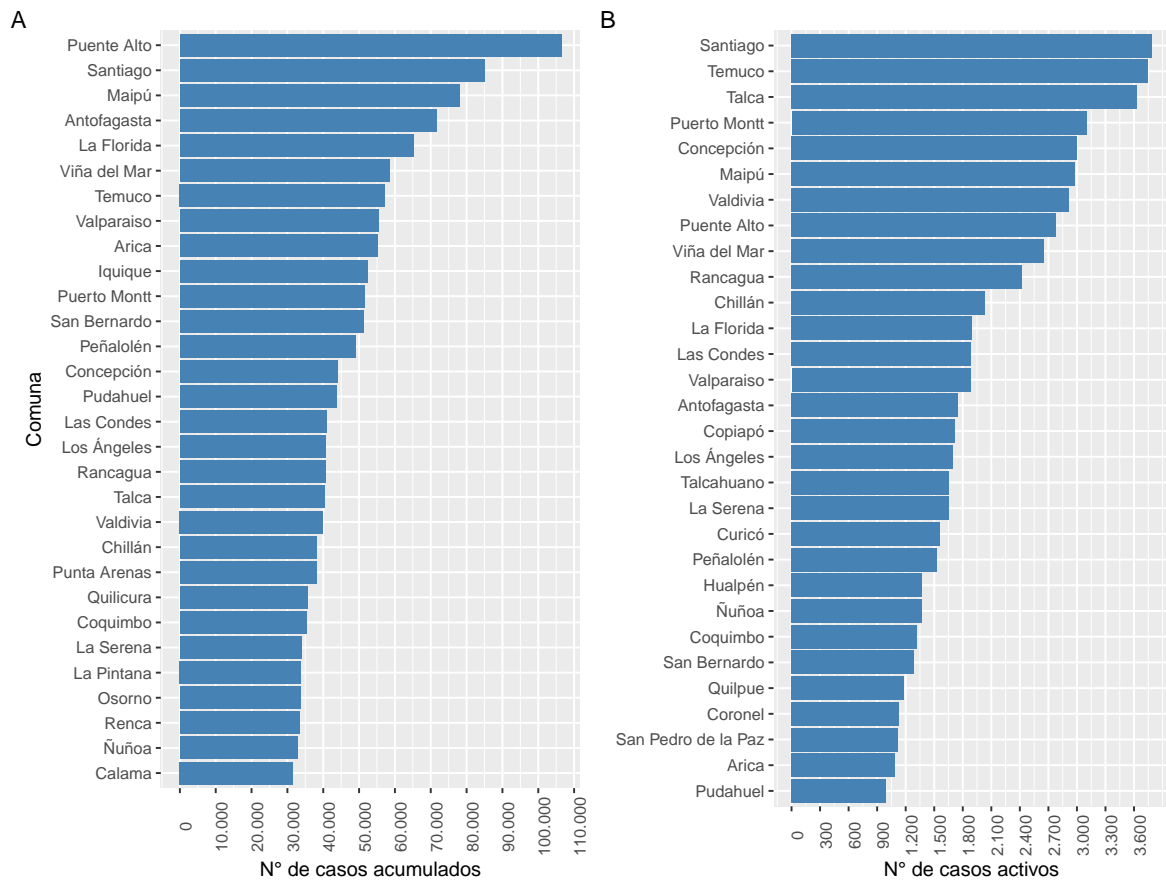 A
Puente Alto
Santiago
Maipú
Antofagasta
La Florida
Viña del Mar
Temuco
Valparaiso
Arica
Iquique
Puerto Montt
San Bernardo
Peñalolén
Concepción
Pudahuel
Las Condes
Los Ángeles
Rancagua
Talca
Valdivia
Chillán
Punta Arenas
Quilicura
Coquimbo
La Serena
La Pintana
Osorno
Renca
Ñuñoa
Calama
Comuna
0
10.000
20.000
30.000
40.000
50.000
60.000
70.000
80.000
90.000
100.000
110.000
N° de casos acumulados
B
Santiago
Temuco
Talca
Puerto Montt
Concepción
Maipú
Valdivia
Puente Alto
Viña del Mar
Rancagua
Chillán
La Florida
Las Condes
Valparaiso
Antofagasta
Copiapó
Los Ángeles
Talcahuano
La Serena
Curicó
Peñalolén
Hualpén
Ñuñoa
Coquimbo
San Bernardo
Quilpue
Coronel
San Pedro de la Paz
Arica
Pudahuel
0
300
600
900
1.200
1.500
1.800
2.100
2.400
2.700
3.000
3.300
3.600
N° de casos activos